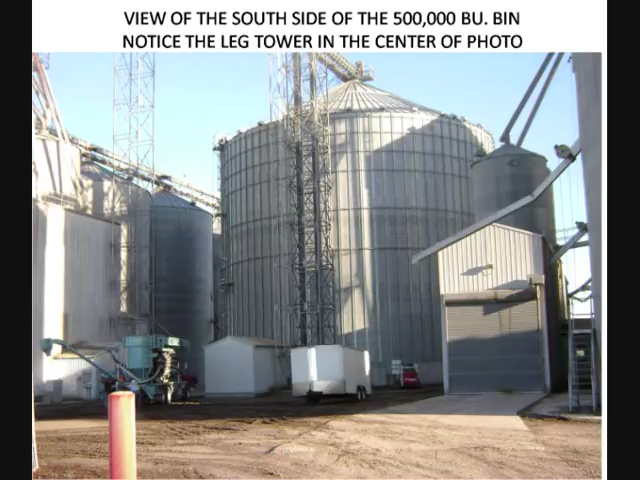 VIEW OF THE SOUTH SIDE OF THE 500,000 BU. BIN
NOTICE THE LEG TOWER IN THE CENTER OF PHOTO